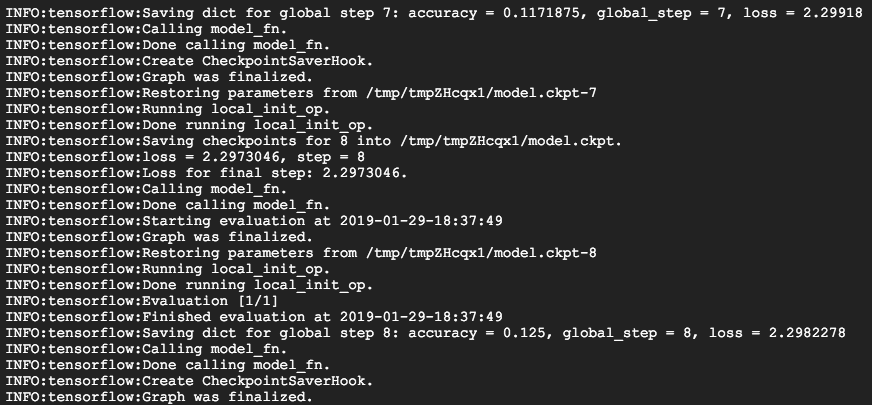 INFO:tensorflow:Saving dict for global step 7: accuracy = 0.1171875, global_step = 7, loss = 2.29918
INFO:tensorflow:Calling model_fn.
INFO:tensorflow:Done calling model_fn.
INFO:tensorflow:Create CheckpointSaverHook.
INFO:tensorflow:Graph was finalized.
INFO:tensorflow:Restoring parameters from /tmp/tmpZHcqx1/model.ckpt-7
INFO:tensorflow:Running local_init_op.
INFO:tensorflow:Done running local_init_op.
INFO:tensorflow:Saving checkpoints for 8 into /tmp/tmpZHcqx1/model.ckpt.
INFO:tensorflow:loss = 2.2973046, step = 8
INFO:tensorflow:Loss for final step: 2.2973046.
INFO:tensorflow:Calling model_fn.
INFO:tensorflow:Done calling model_fn.
INFO:tensorflow:Starting evaluation at 2019-01-29-18:37:49
INFO:tensorflow:Graph was finalized.
INFO:tensorflow:Restoring parameters from /tmp/tmpZHcqx1/model.ckpt-8
INFO:tensorflow:Running local_init_op.
INFO:tensorflow:Done running local_init_op.
INFO:tensorflow:Evaluation [1/1]
INFO:tensorflow:Finished evaluation at 2019-01-29-18:37:49
INFO:tensorflow:Saving dict for global step 8: accuracy = 0.125, global_step = 8, loss = 2.2982278
INFO:tensorflow:Calling model_fn.
INFO:tensorflow:Done calling model_fn.
INFO:tensorflow:Create CheckpointSaverHook.
INFO:tensorflow:Graph was finalized.